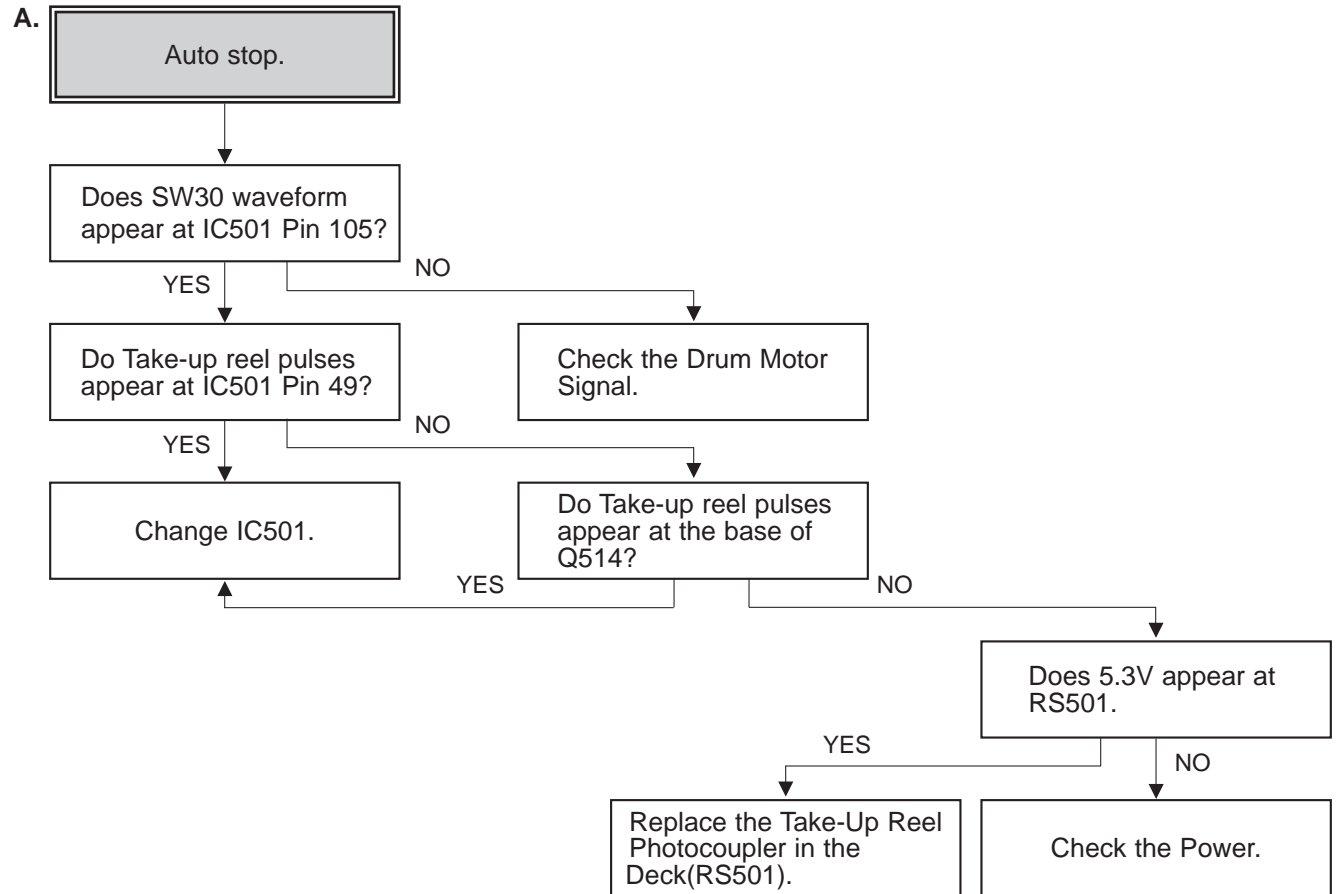 A.
Auto stop.
Does SW30 waveform
appear at IC501 Pin 105?
YES
NO
Do Take-up reel pulses
appear at IC501 Pin 49?
Check the Drum Motor
Signal.
YES
NO
Change IC501.
Do Take-up reel pulses
appear at the base of
Q514?
YES
NO
Does 5.3V appear at
RS501.
YES
NO
Replace the Take-Up Reel
Photocoupler in the
Deck(RS501).
Check the Power.